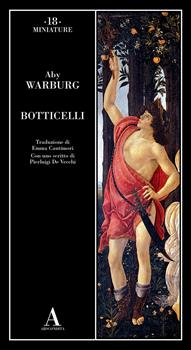 ·18·
MINIATURE
Aby
WARBURG
BOTTICELLI
Traduzione di
Emma Cantimori
Con uno scritto di
Pierluigi De Vecchi
A
ABSCONDITA